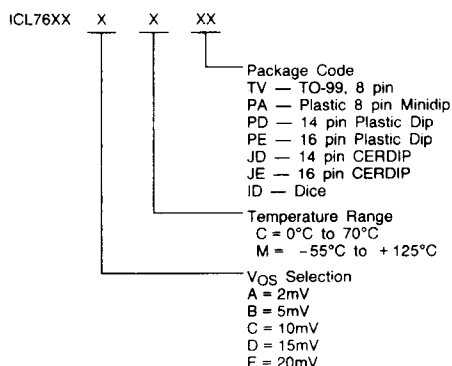 ICL76XX X X XX
Package Code
TV — TO-99, 8 pin
PA — Plastic 8 pin Minidip
PD — 14 pin Plastic Dip
PE — 16 pin Plastic Dip
JD — 14 pin CERDIP
JE — 16 pin CERDIP
ID — Dice
Temperature Range
C = 0°C to 70°C
M = -55°C to +125°C
VOS Selection
A = 2mV
B = 5mV
C = 10mV
D = 15mV
E = 20mV